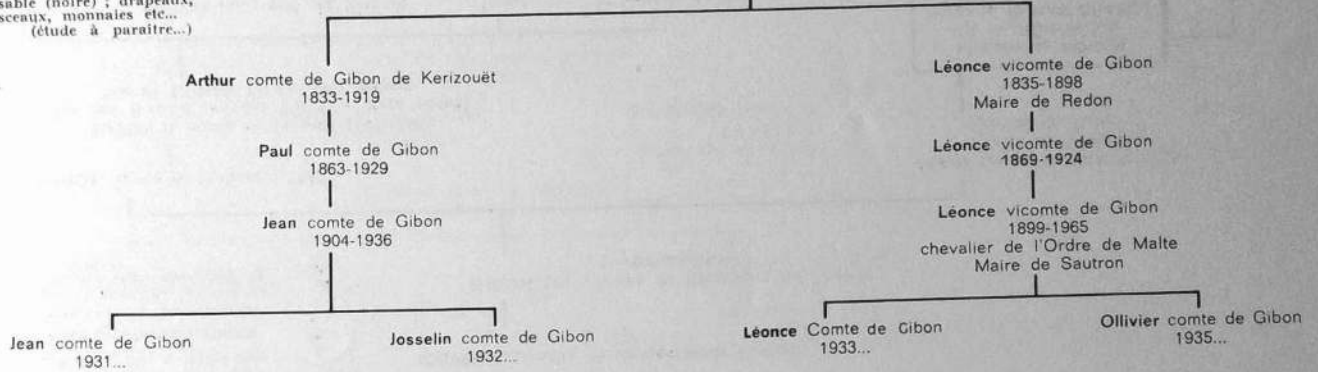 sable (noire) ; drapeaux,
sceaux, monnaies etc...
(étude à paraître...)
Arthur comte de Gibon de Kerizouët
1833-1919
Paul comte de Gibon
1863-1929
Jean comte de Gibon
1904-1936
Jean comte de Gibon
1931...
Josselin comte de Gibon
1932...
Léonce vicomte de Gibon
1835-1898
Maire de Redon
Léonce vicomte de Gibon
1869-1924
Léonce vicomte de Gibon
1899-1965
chevalier de l'Ordre de Malte
Maire de Sautron
Léonce Comte de Gibon
1933...
Ollivier comte de Gibon
1935...